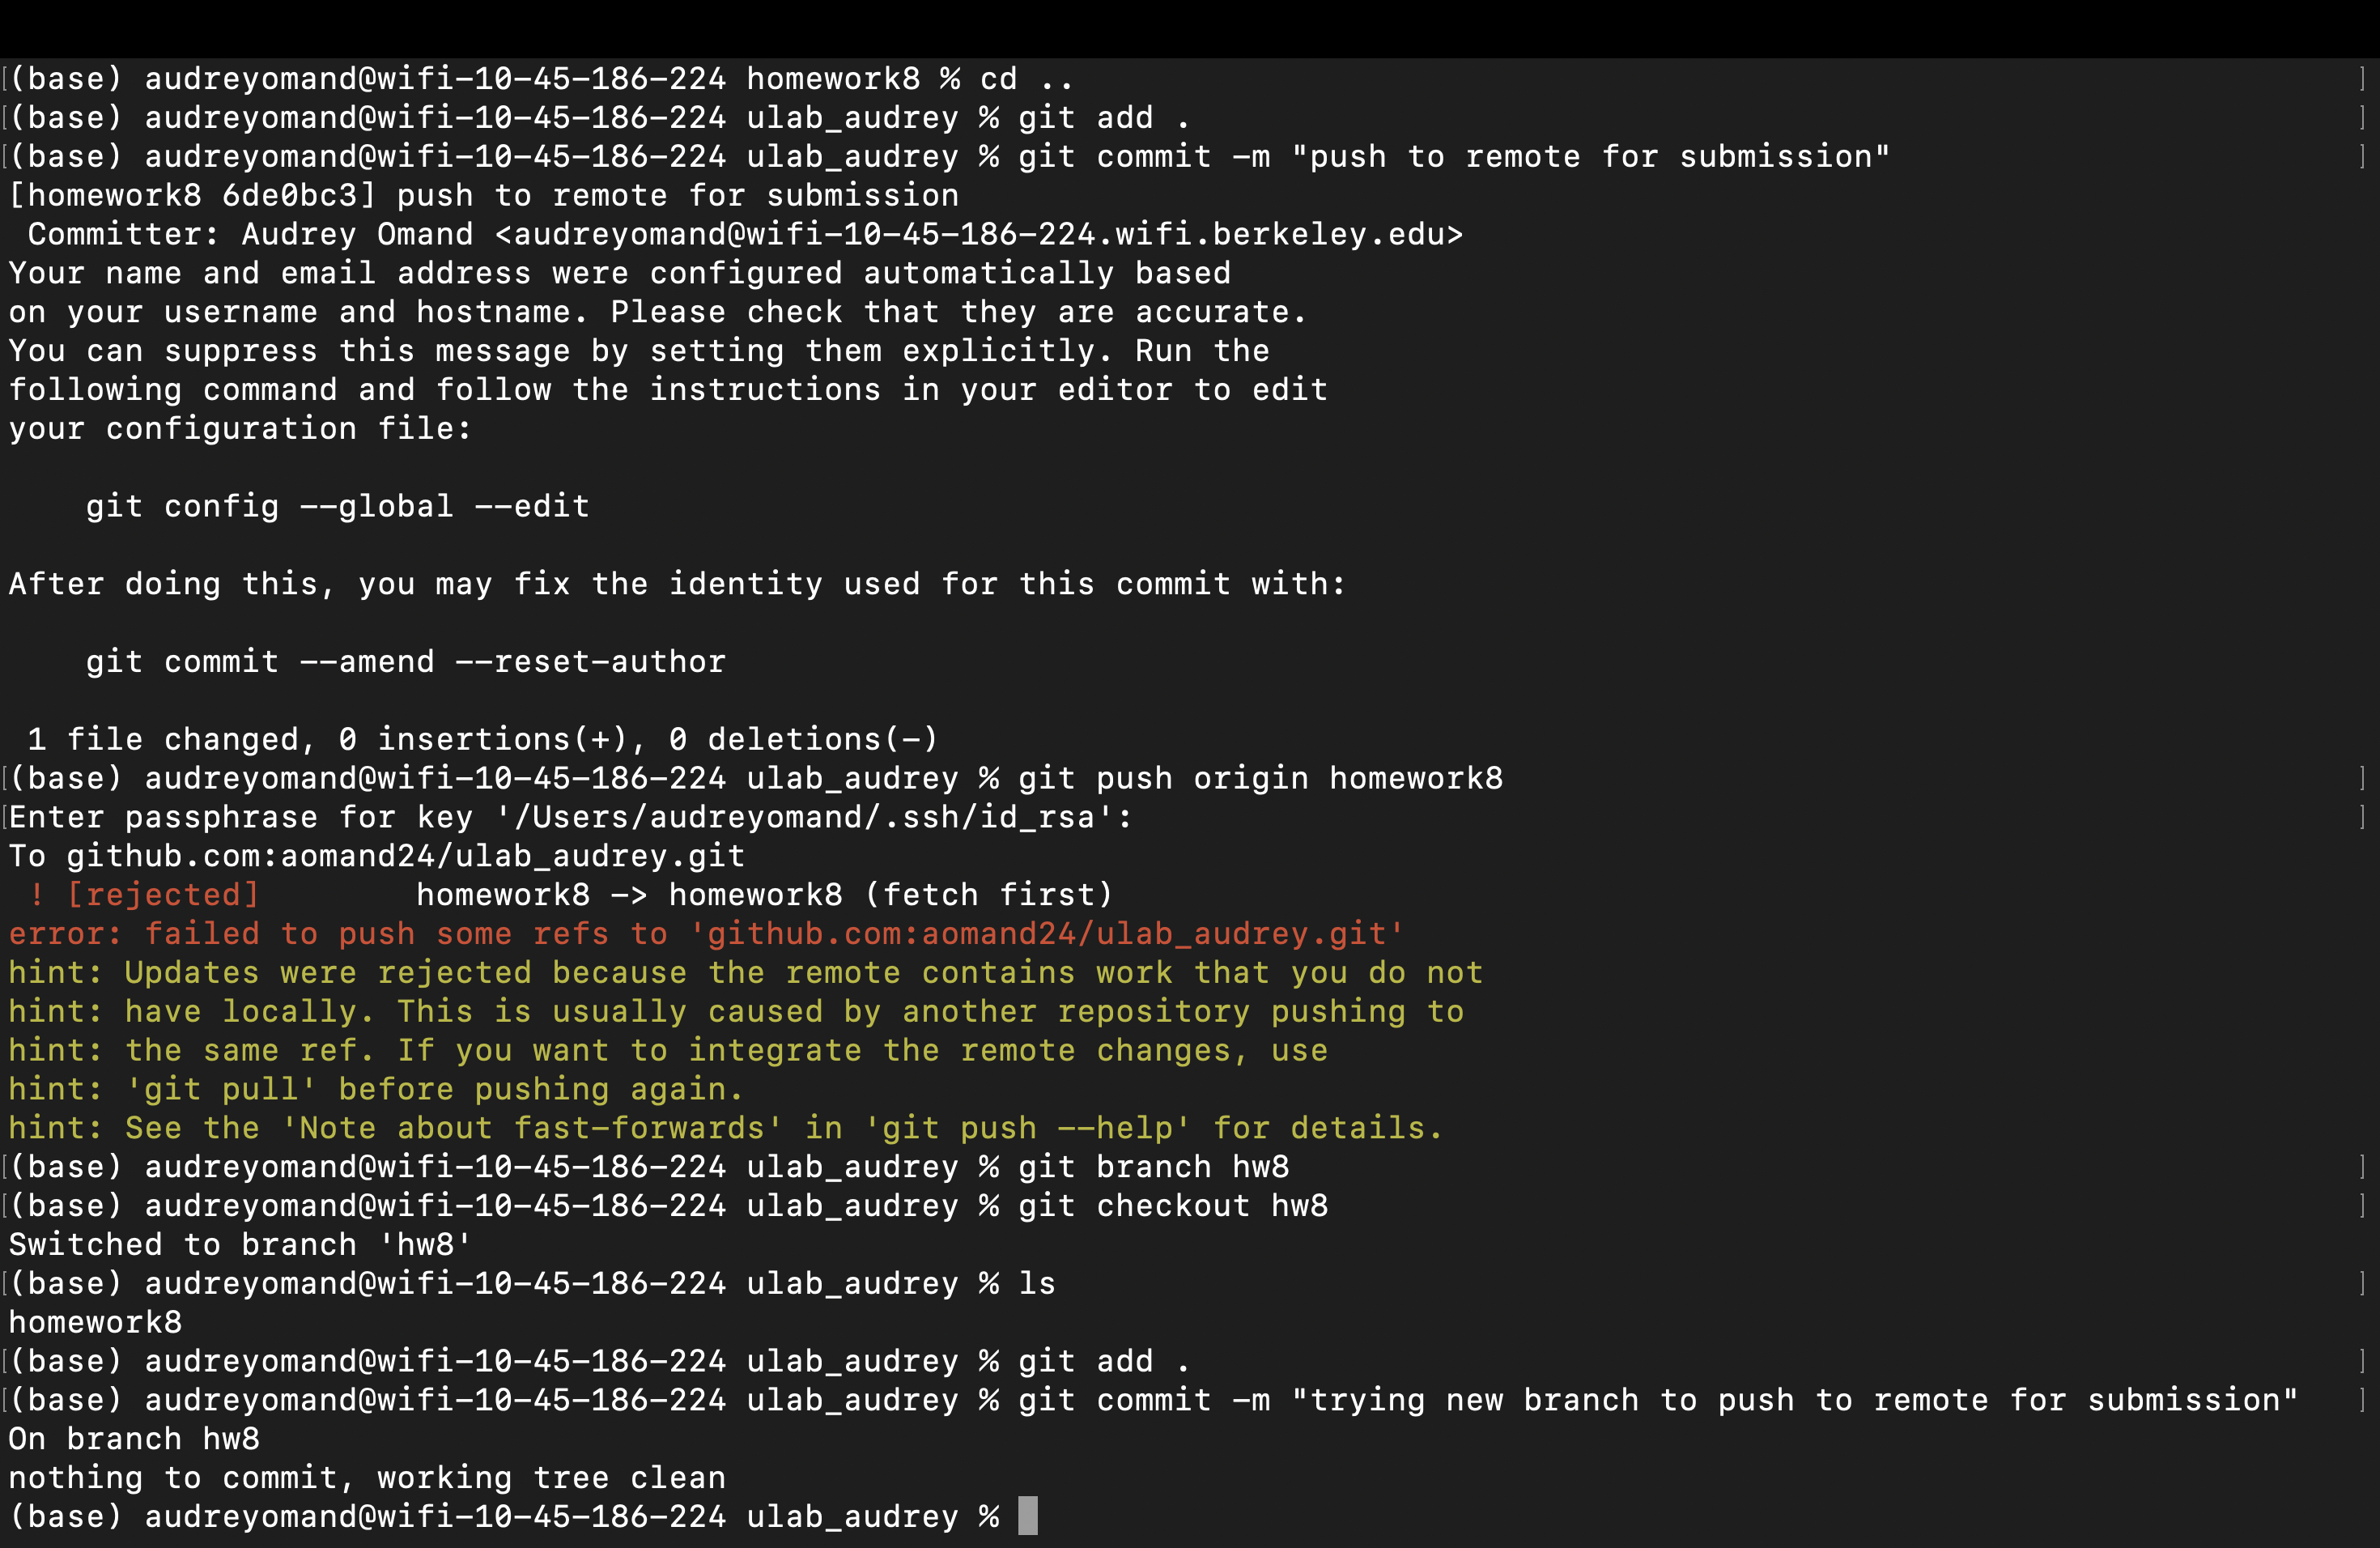 (base) audreyomand@wifi-10-45-186-224 homework8 % cd ..
(base) audreyomand@wifi-10-45-186-224 ulab_audrey % git add .
(base) audreyomand@wifi-10-45-186-224 ulab_audrey % git commit -m "push to remote for submission"
[homework8 6de0bc3] push to remote for submission
 Committer: Audrey Omand <audreyomand@wifi-10-45-186-224.wifi.berkeley.edu>
Your name and email address were configured automatically based
on your username and hostname. Please check that they are accurate.
You can suppress this message by setting them explicitly. Run the
following command and follow the instructions in your editor to edit
your configuration file:

    git config --global --edit

After doing this, you may fix the identity used for this commit with:

    git commit --amend --reset-author

 1 file changed, 0 insertions(+), 0 deletions(-)
(base) audreyomand@wifi-10-45-186-224 ulab_audrey % git push origin homework8
Enter passphrase for key '/Users/audreyomand/.ssh/id_rsa':
To github.com:aomand24/ulab_audrey.git
 ! [rejected]        homework8 -> homework8 (fetch first)
error: failed to push some refs to 'github.com:aomand24/ulab_audrey.git'
hint: Updates were rejected because the remote contains work that you do not
hint: have locally. This is usually caused by another repository pushing to
hint: the same ref. If you want to integrate the remote changes, use
hint: 'git pull' before pushing again.
hint: See the 'Note about fast-forwards' in 'git push --help' for details.
(base) audreyomand@wifi-10-45-186-224 ulab_audrey % git branch hw8
(base) audreyomand@wifi-10-45-186-224 ulab_audrey % git checkout hw8
Switched to branch 'hw8'
(base) audreyomand@wifi-10-45-186-224 ulab_audrey % ls
homework8
(base) audreyomand@wifi-10-45-186-224 ulab_audrey % git add .
(base) audreyomand@wifi-10-45-186-224 ulab_audrey % git commit -m "trying new branch to push to remote for submission"
On branch hw8
nothing to commit, working tree clean
(base) audreyomand@wifi-10-45-186-224 ulab_audrey %